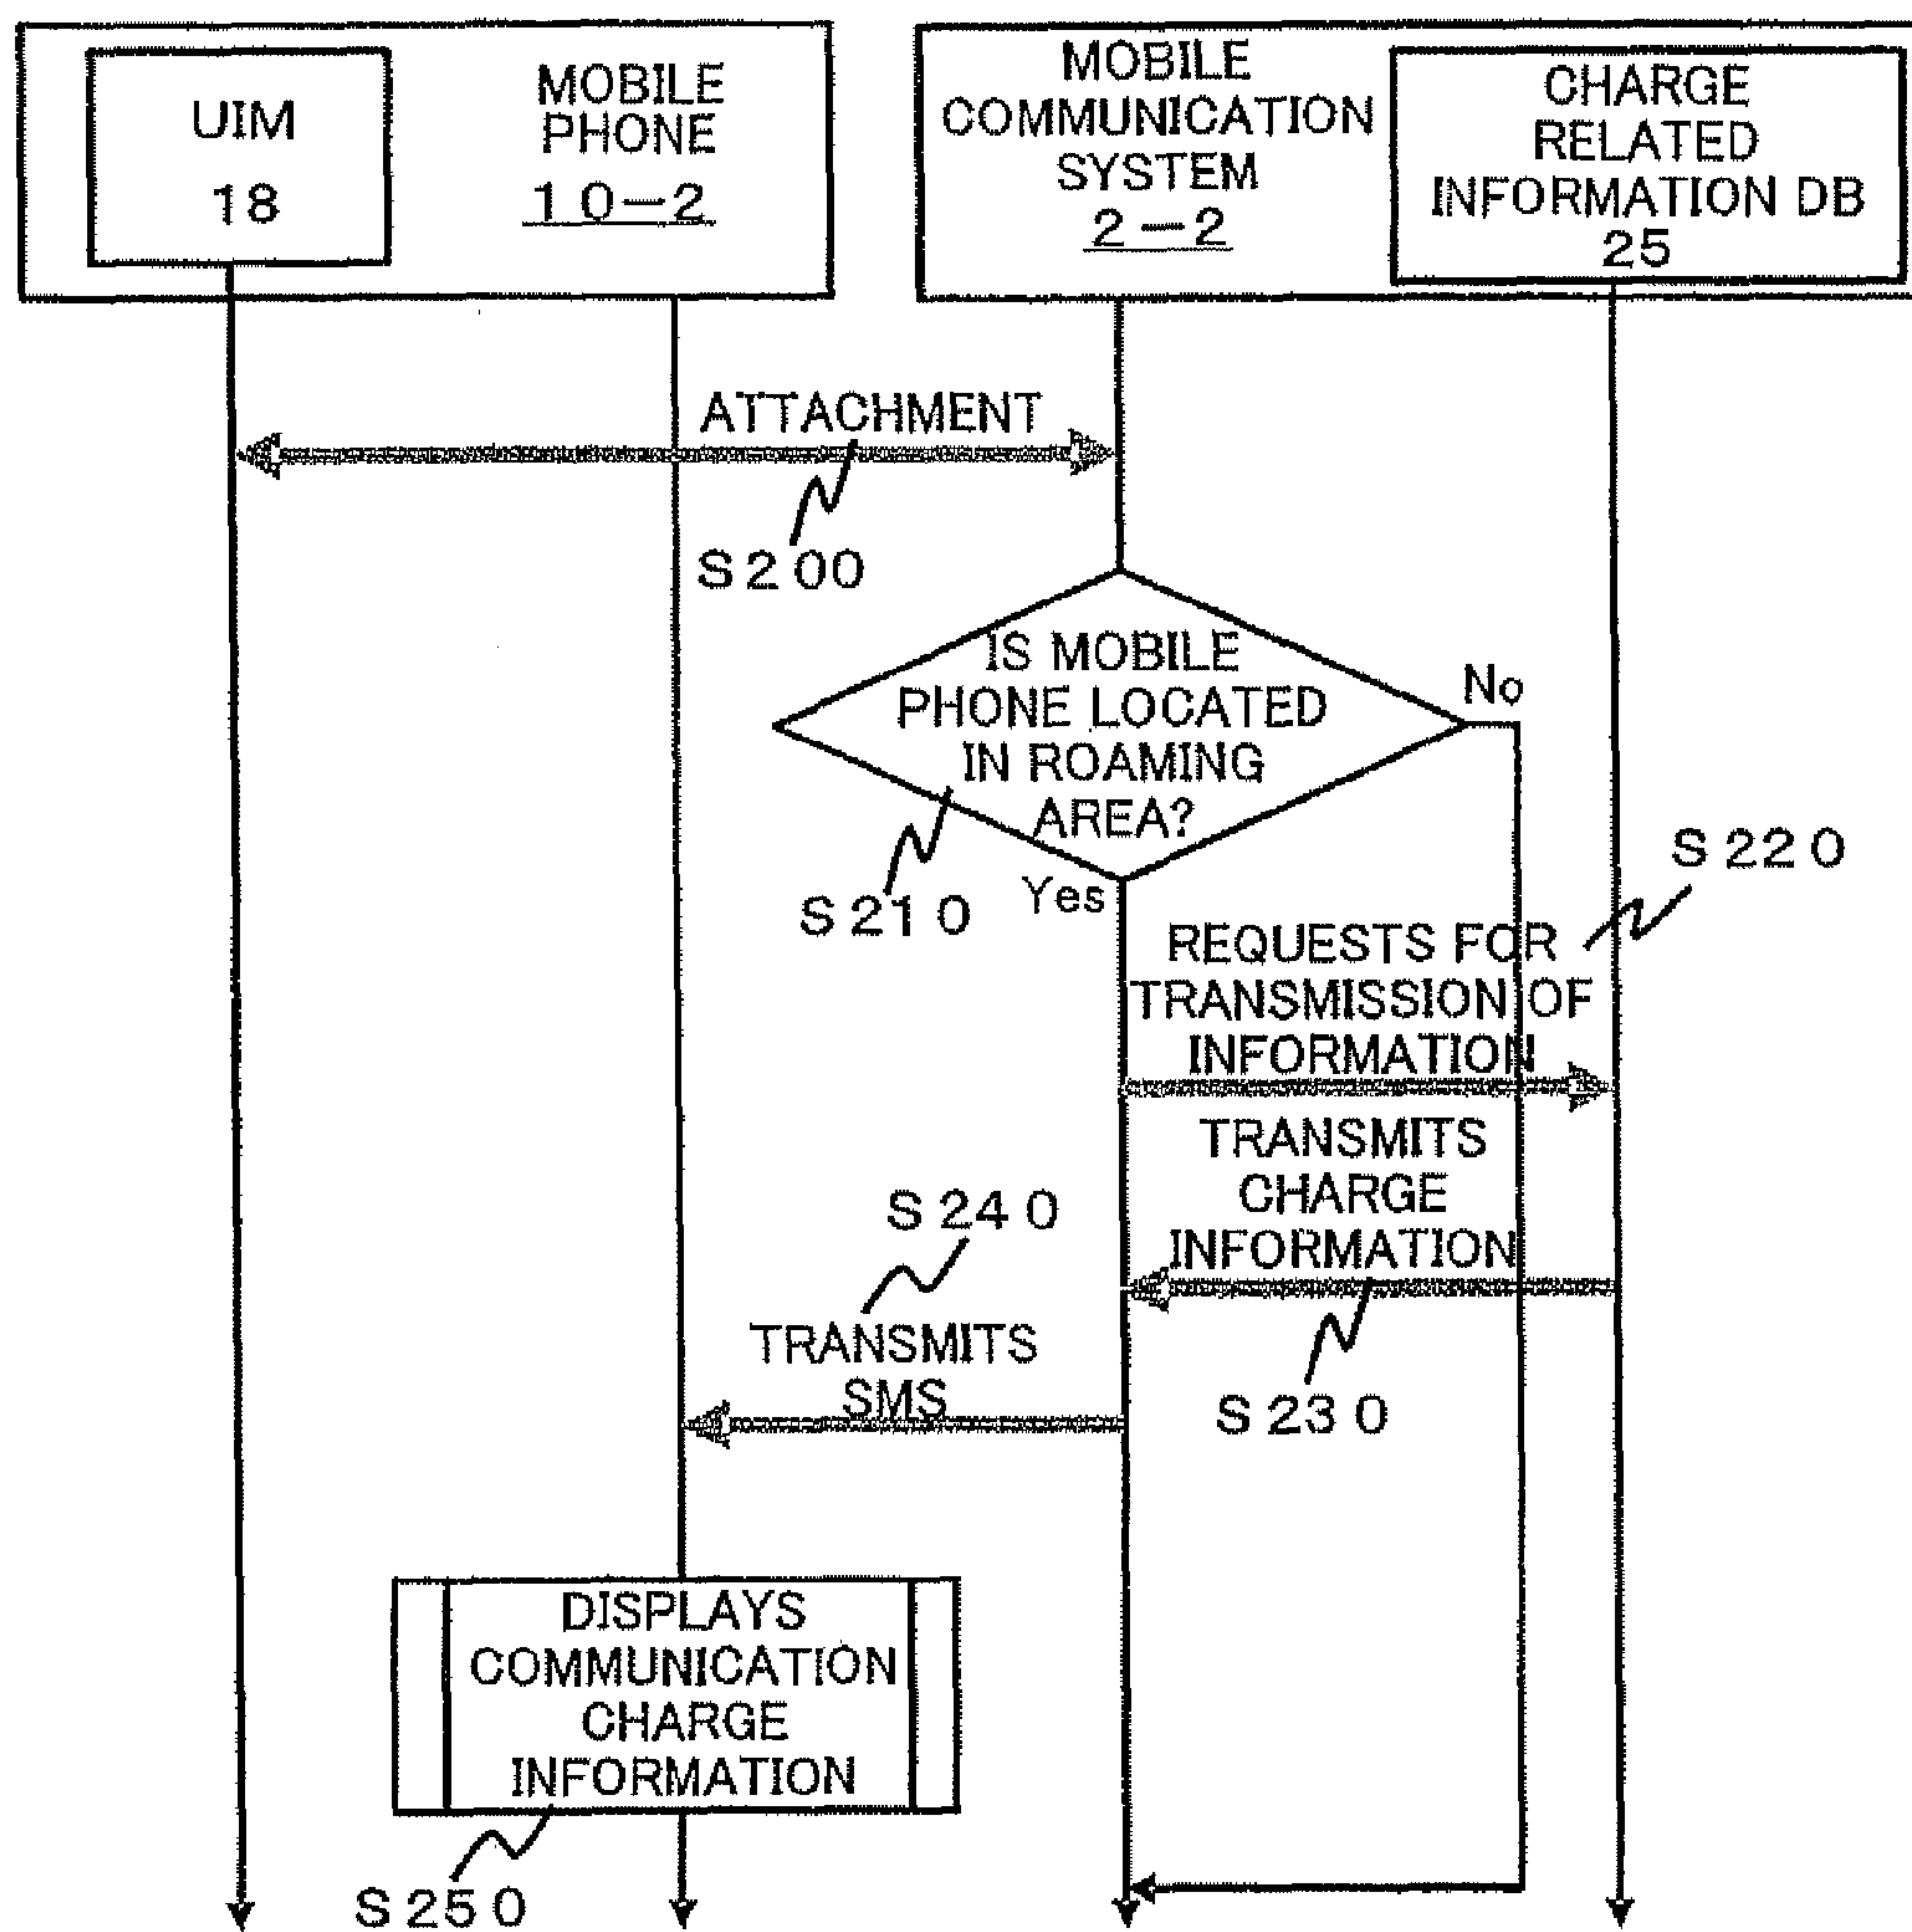 UIM
18
MOBILE
PHONE
10-2
MOBILE
COMMUNICATION
SYSTEM
2-2
CHARGE
RELATED
INFORMATION DB
25
ATTACHMENT
S200
IS MOBILE
PHONE LOCATED
IN ROAMING
AREA?
No
S210
Yes
S220
REQUESTS FOR
TRANSMISSION OF
INFORMATION
TRANSMITS
CHARGE
INFORMATION
S230
S240
TRANSMITS
SMS
DISPLAYS
COMMUNICATION
CHARGE
INFORMATION
S250